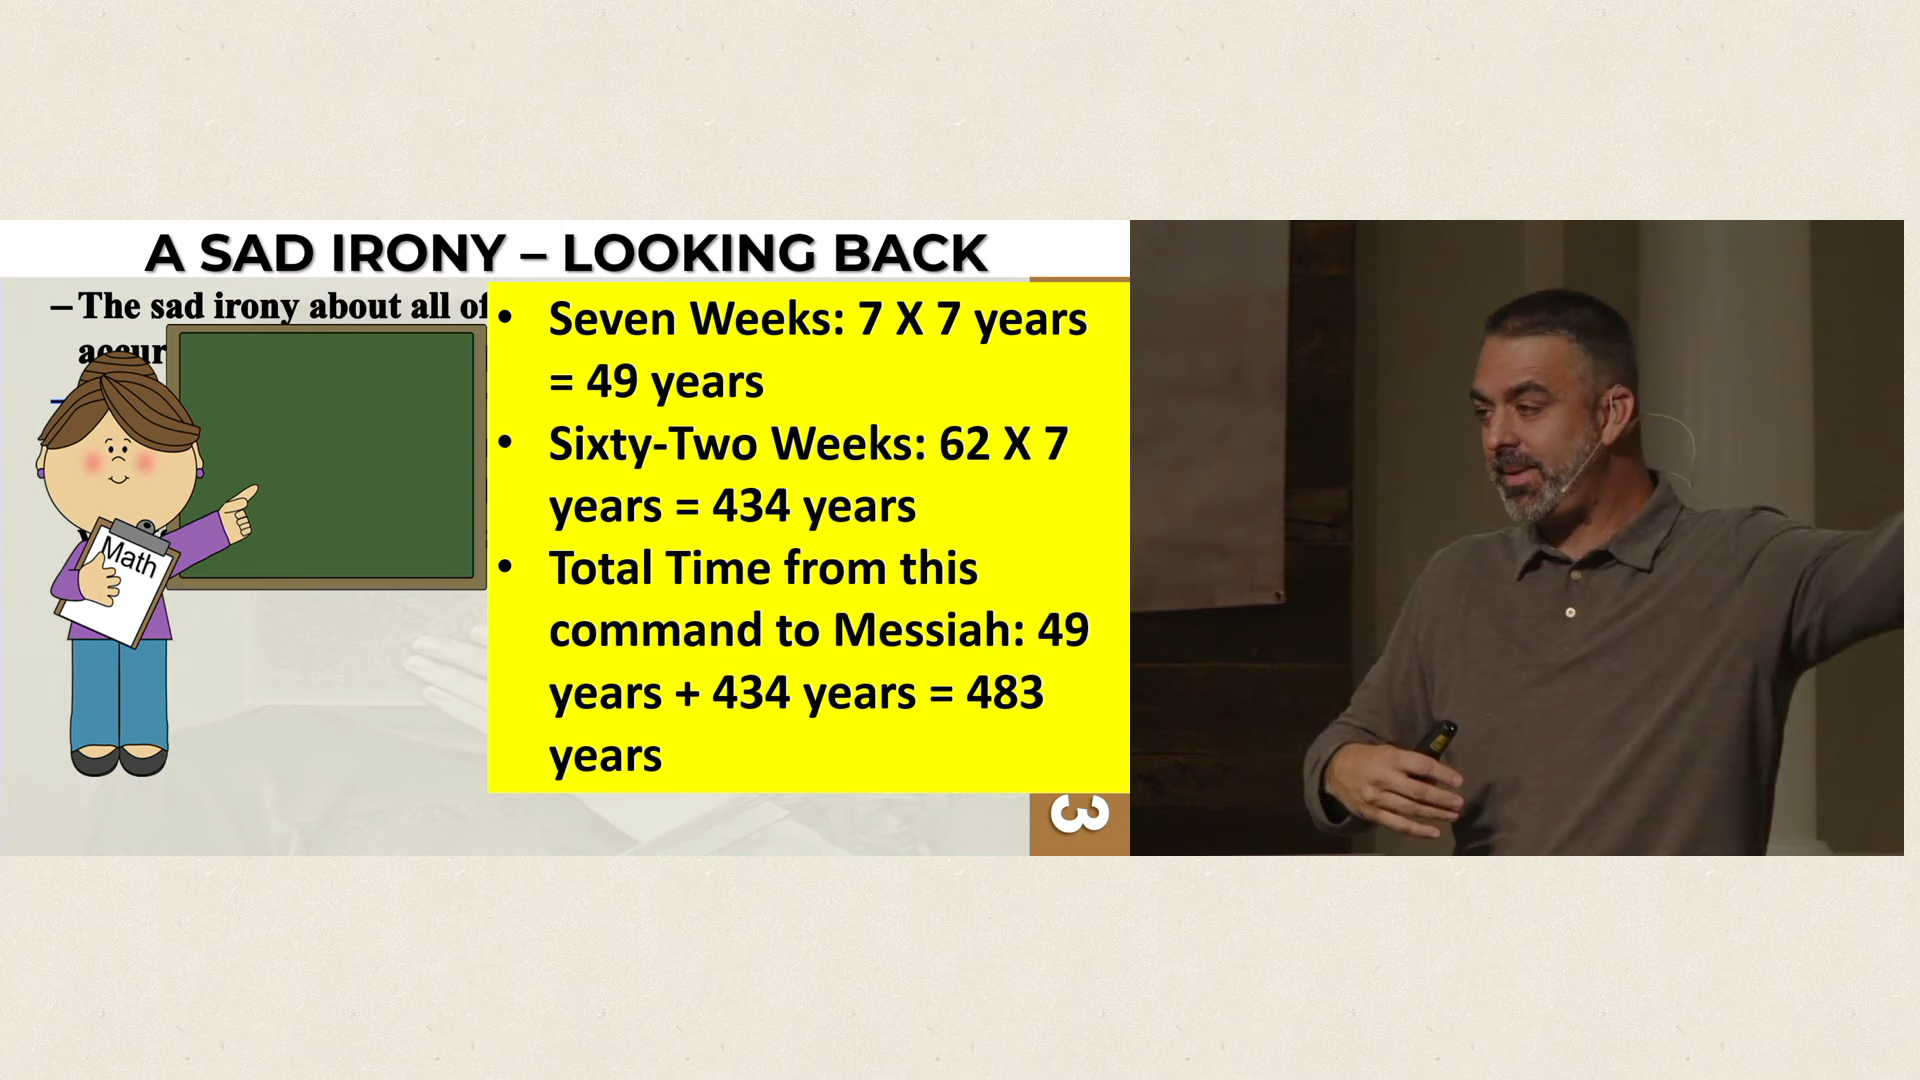 A SAD IRONY – LOOKING BACK
– The sad irony about all of
accur
• Seven Weeks: 7 X 7 years
= 49 years
• Sixty-Two Weeks: 62 X 7
years = 434 years
• Total Time from this
command to Messiah: 49
years + 434 years = 483
years
Math
3